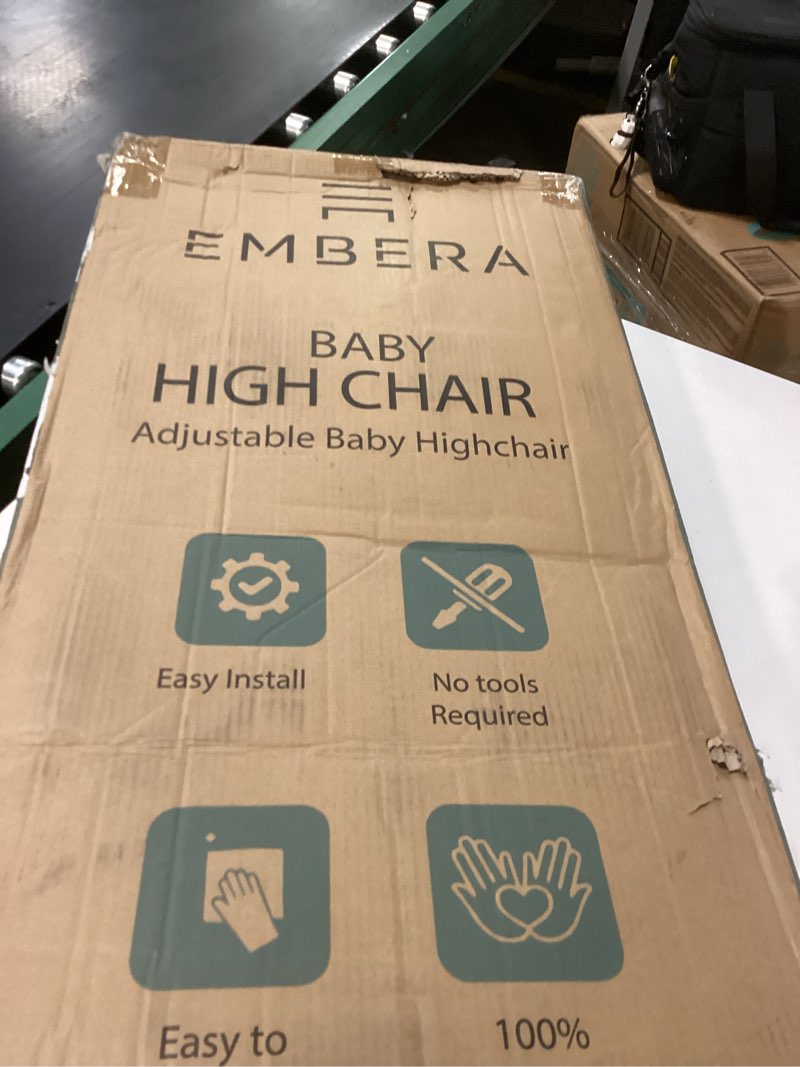 EMBERA
BABY
HIGH CHAIR
Adjustable Baby Highchair
Easy Install
No tools
Required
Easy to
100%